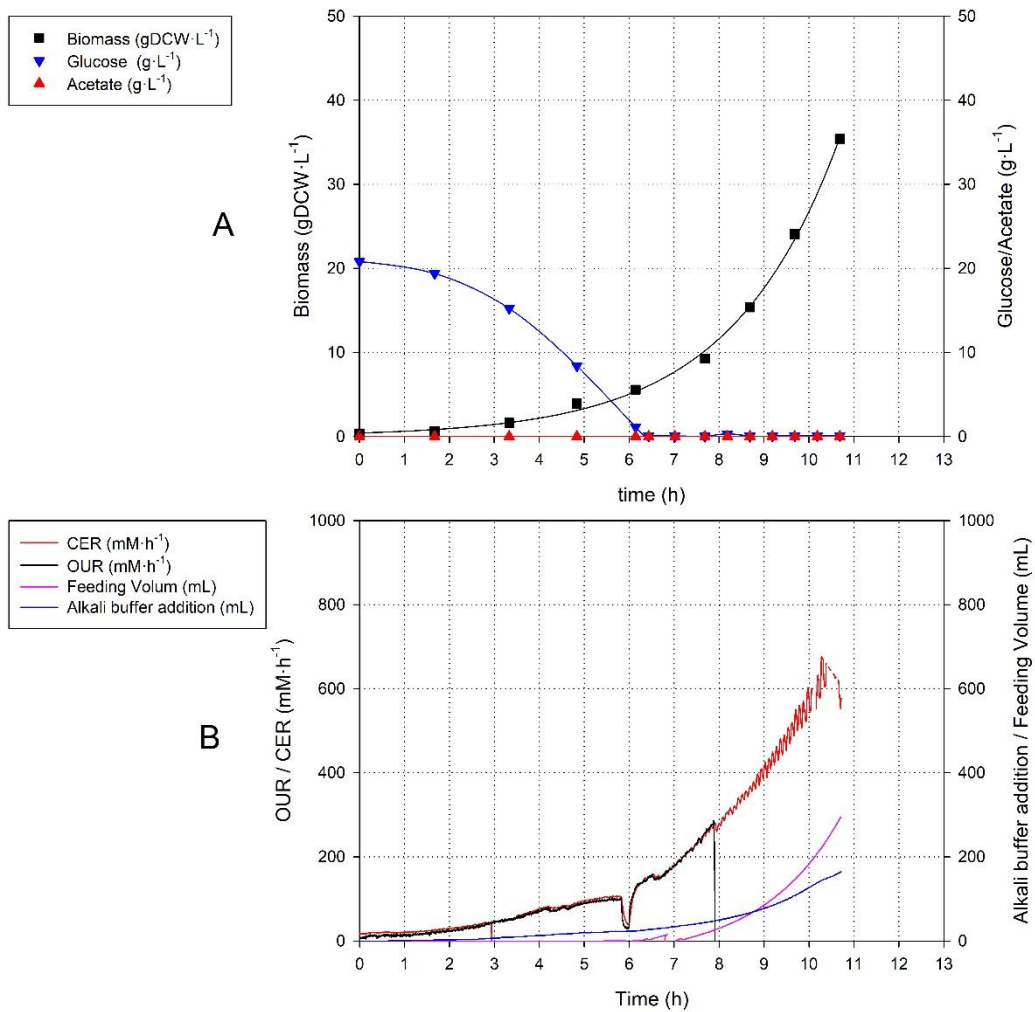 Biomass (gDCW·L-1)
Glucose (g·L-1)
Acetate (g·L-1)
A
Biomass (gDCW·L-1)
50
40
30
20
10
0
50
40
30
20
10
0
Glucose/Acetate (g·L-1)
0 1 2 3 4 5 6 7 8 9 10 11 12 13
time (h)
CER (mM·h-1)
OUR (mM·h-1)
Feeding Volum (mL)
Alkali buffer addition (mL)
B
OUR / CER (mM·h-1)
1000
800
600
400
200
0
1000
800
600
400
200
0
Alkali buffer addition / Feeding Volume (mL)
0 1 2 3 4 5 6 7 8 9 10 11 12 13
Time (h)